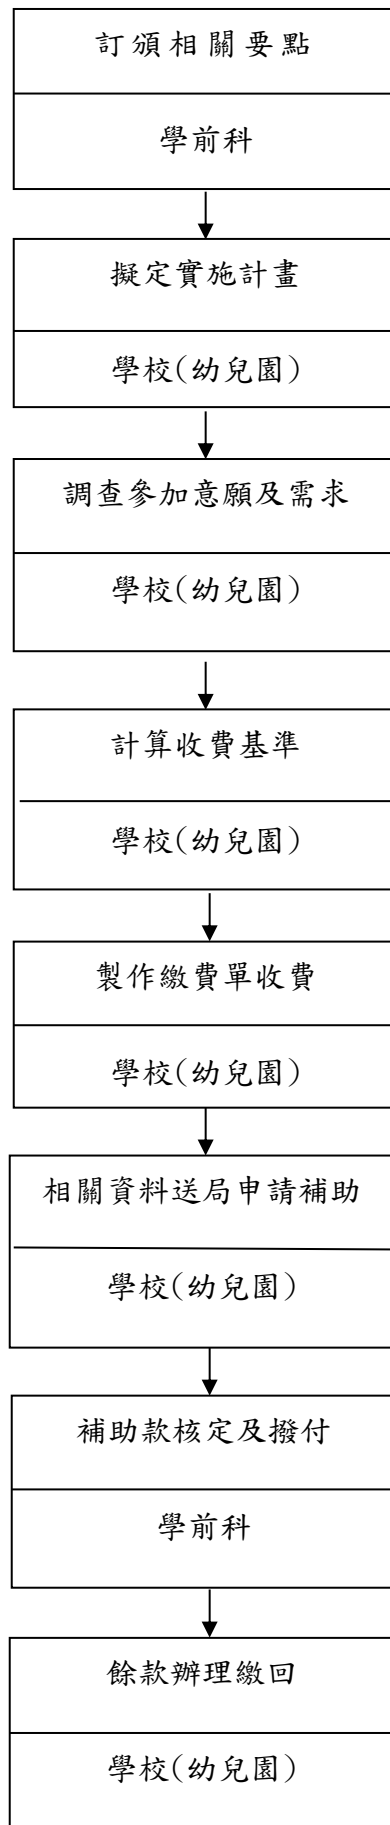 訂頒相關要點
學前科
擬定實施計畫
學校(幼兒園)
調查參加意願及需求
學校(幼兒園)
計算收費基準
學校(幼兒園)
製作繳費單收費
學校(幼兒園)
相關資料送局申請補助
學校(幼兒園)
補助款核定及撥付
學前科
餘款辦理繳回
學校(幼兒園)